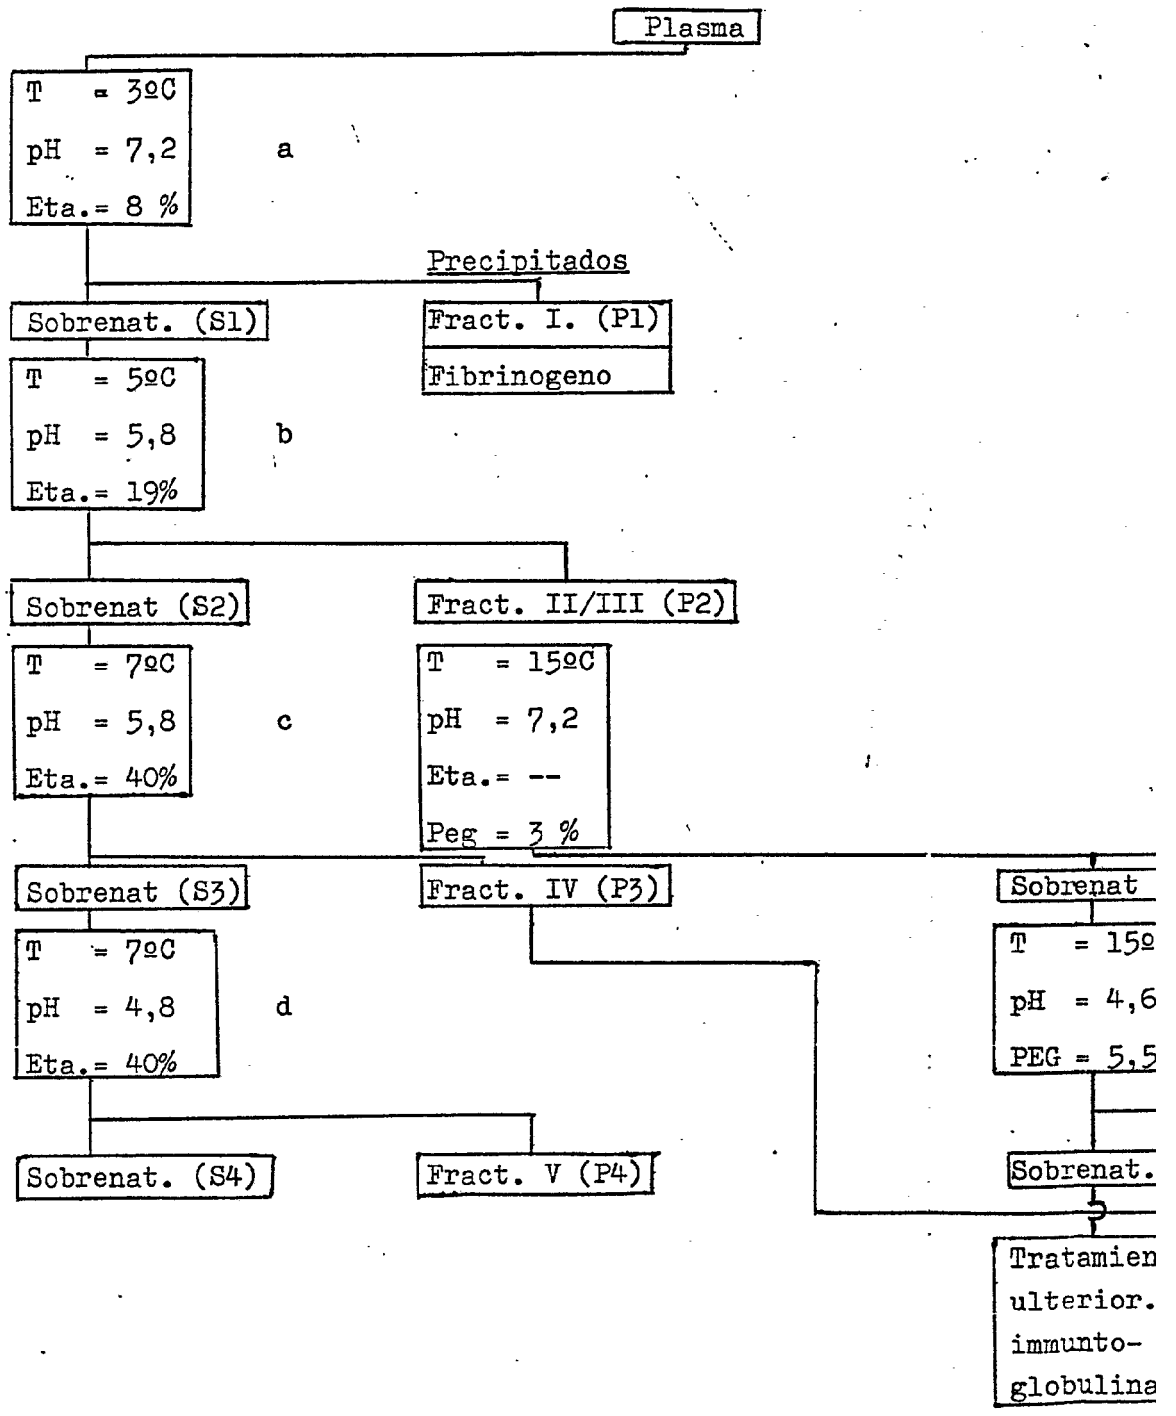 Plasma
T = 3ºC
pH = 7,2
a
Eta.= 8 %
Precipitados
Sobrenat. (S1)
Fract. I. (P1)
Fibrinogeno
T = 5ºC
pH = 5,8
b
Eta.= 19%
Sobrenat (S2)
Fract. II/III (P2)
T = 7ºC
pH = 5,8
c
Eta.= 40%
T = 15ºC
pH = 7,2
Eta.= --
Peg = 3 %
Sobrenat (S3)
Fract. IV (P3)
Sobrenat
T = 7ºC
pH = 4,8
d
Eta.= 40%
T = 15º
pH = 4,6
PEG = 5,5
Sobrenat. (S4)
Fract. V (P4)
Sobrenat.
Tratamien
ulterior.
immunto-
globulina